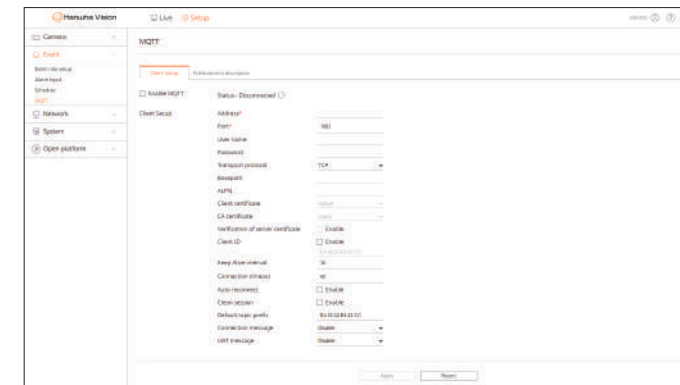 Hanwha Vision
Live
Setup
Camera
Event
Event rule setup
Alarm input
Schedule
MQTT
Network
System
Open platform
MQTT
Client setup
Publication/subscription
Enable MQTT
Status - Disconnected
Client Setup
Address*
Port*
User name
Password
Transport protocol TCP
Basepath
ALPN
Client certificate
CA certificate
Verification of server certificate Enable
Client ID Enable
Keep Alive interval
Connection timeout 60
Auto reconnect Enable
Clean session Enable
Default topic prefix
Connection message Disable
LWT message Disable
Apply
Reset